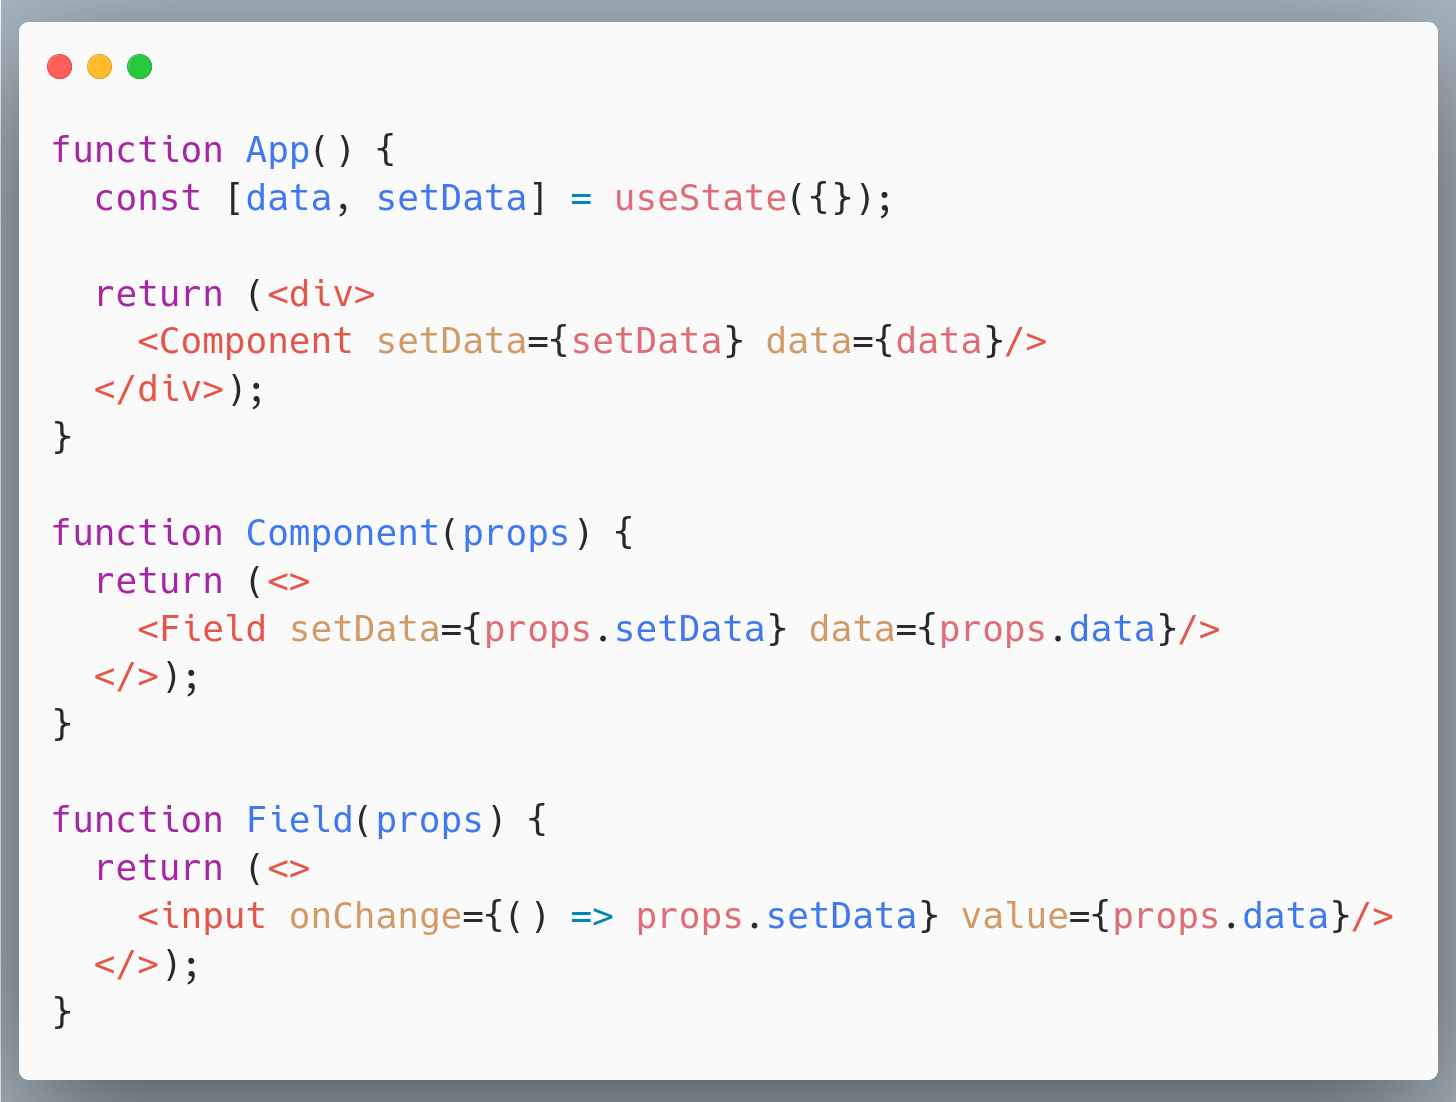 function App() {
  const [data, setData] = useState({});

  return (<div>
    <Component setData={setData} data={data}/>
  </div>);
}

function Component(props) {
  return (<>
    <Field setData={props.setData} data={props.data}/>
  </>);
}

function Field(props) {
  return (<>
    <input onChange={() => props.setData} value={props.data}/>
  </>);
}